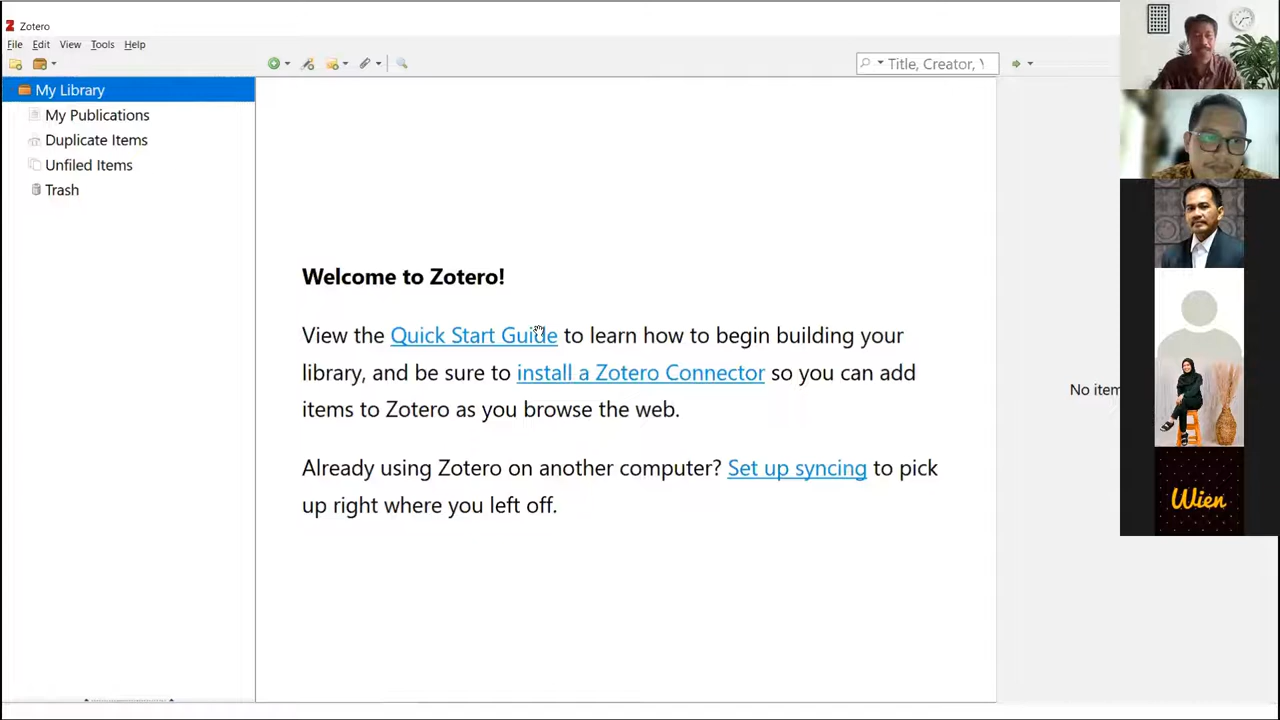 Zotero
File Edit View Tools Help
Title, Creator, Y
My Library
My Publications
Duplicate Items
Unfiled Items
Trash
Welcome to Zotero!
View the Quick Start Guide to learn how to begin building your
library, and be sure to install a Zotero Connector so you can add
items to Zotero as you browse the web.
Already using Zotero on another computer? Set up syncing to pick
up right where you left off.
No item
Wien